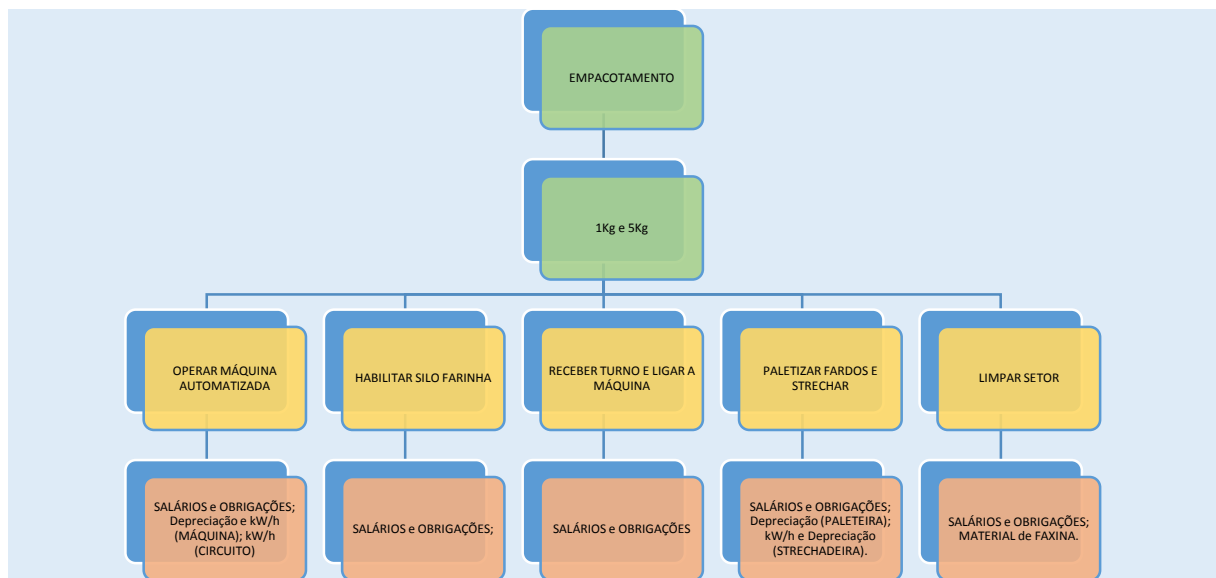 EMPACOTAMENTO
1Kg e 5Kg
OPERAR MÁQUINA
AUTOMATIZADA
HABILITAR SILO FARINHA
RECEBER TURNO E LIGAR A
MÁQUINA
PALETIZAR FARDOS E
STRECHAR
LIMPAR SETOR
SALÁRIOS e OBRIGAÇÕES;
Depreciação e kW/h
(MÁQUINA); kW/h
(CIRCUITO)
SALÁRIOS e OBRIGAÇÕES;
SALÁRIOS e OBRIGAÇÕES
SALÁRIOS e OBRIGAÇÕES;
Depreciação (PALETEIRA);
kW/h e Depreciação
(STRECHADEIRA).
SALÁRIOS e OBRIGAÇÕES;
MATERIAL de FAXINA.